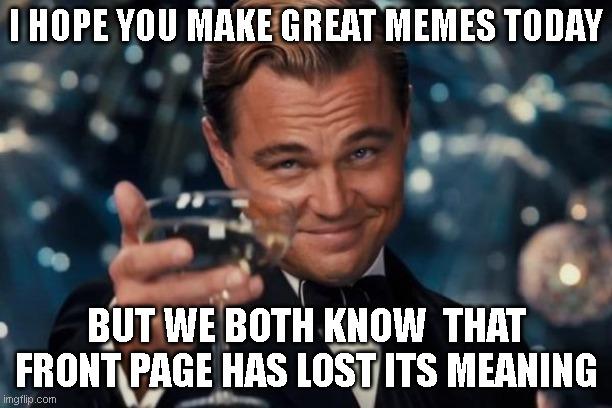 I HOPE YOU MAKE GREAT MEMES TODAY
BUT WE BOTH KNOW  THAT
FRONT PAGE HAS LOST ITS MEANING
imgflip.com